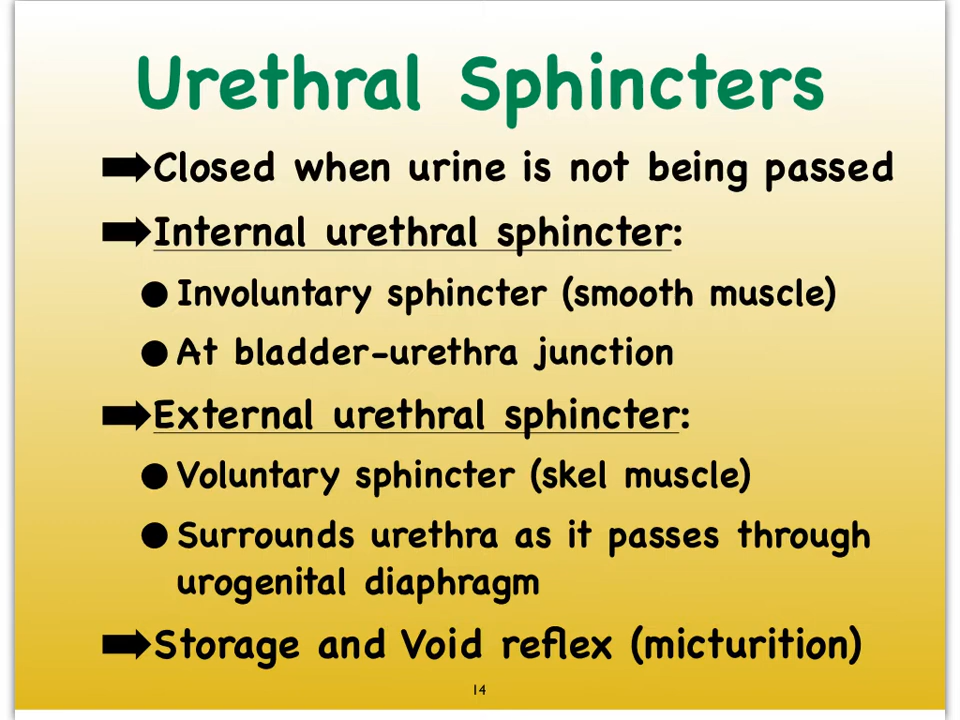 Urethral Sphincters
Closed when urine is not being passed
Internal urethral sphincter:
Involuntary sphincter (smooth muscle)
At bladder-urethra junction
External urethral sphincter:
Voluntary sphincter (skel muscle)
Surrounds urethra as it passes through
urogenital diaphragm
Storage and Void reflex (micturition)
14